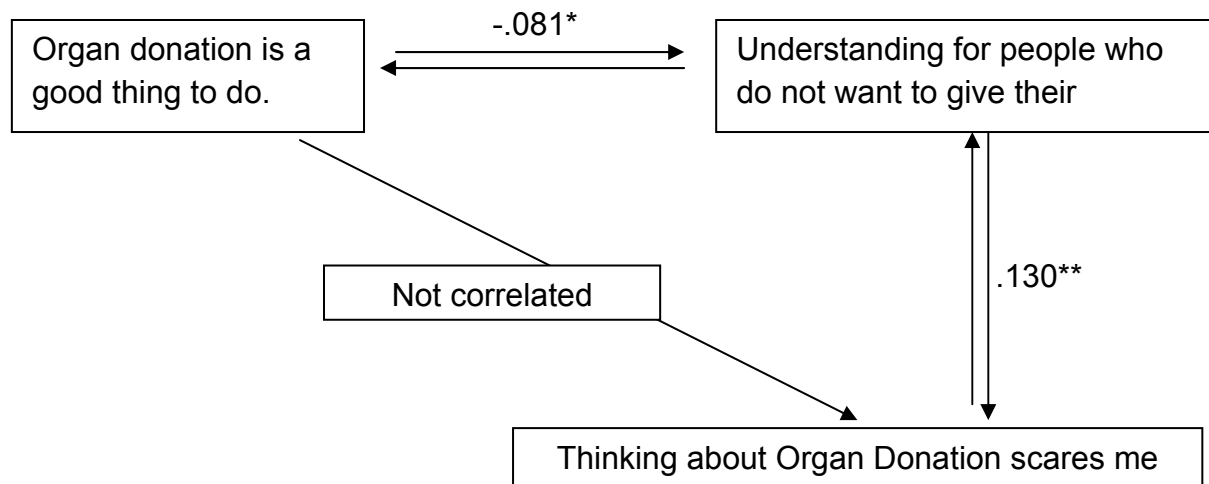 -.081*
Organ donation is a
good thing to do.
Understanding for people who
do not want to give their
Not correlated
.130**
Thinking about Organ Donation scares me